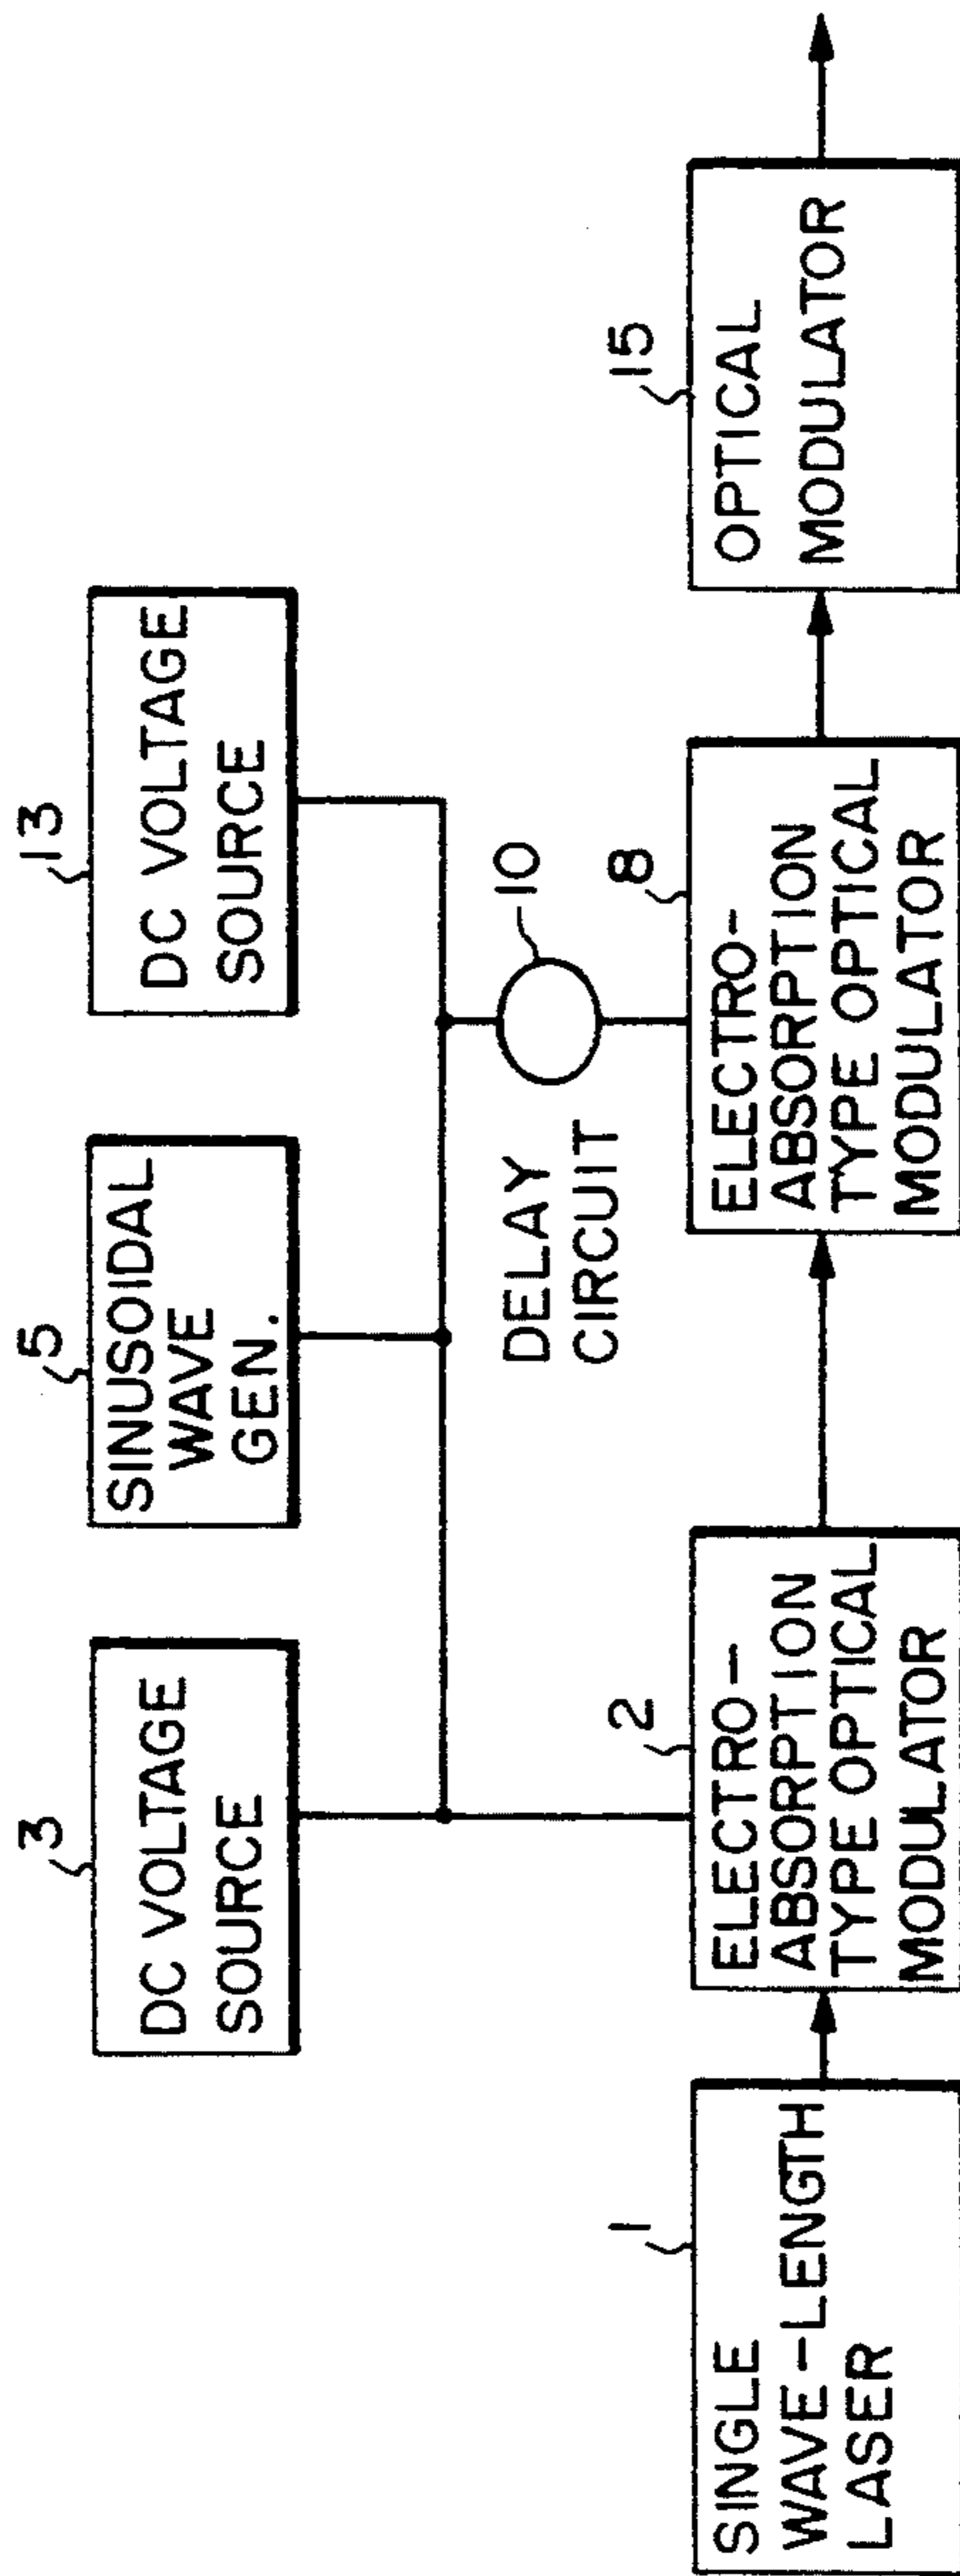 3
DC VOLTAGE
SOURCE
5
SINUSOIDAL
WAVE
GEN.
13
DC VOLTAGE
SOURCE
DELAY
CIRCUIT
10
1
SINGLE
WAVE-LENGTH
LASER
2
ELECTRO-
ABSORPTION
TYPE OPTICAL
MODULATOR
8
ELECTRO-
ABSORPTION
TYPE OPTICAL
MODULATOR
15
OPTICAL
MODULATOR